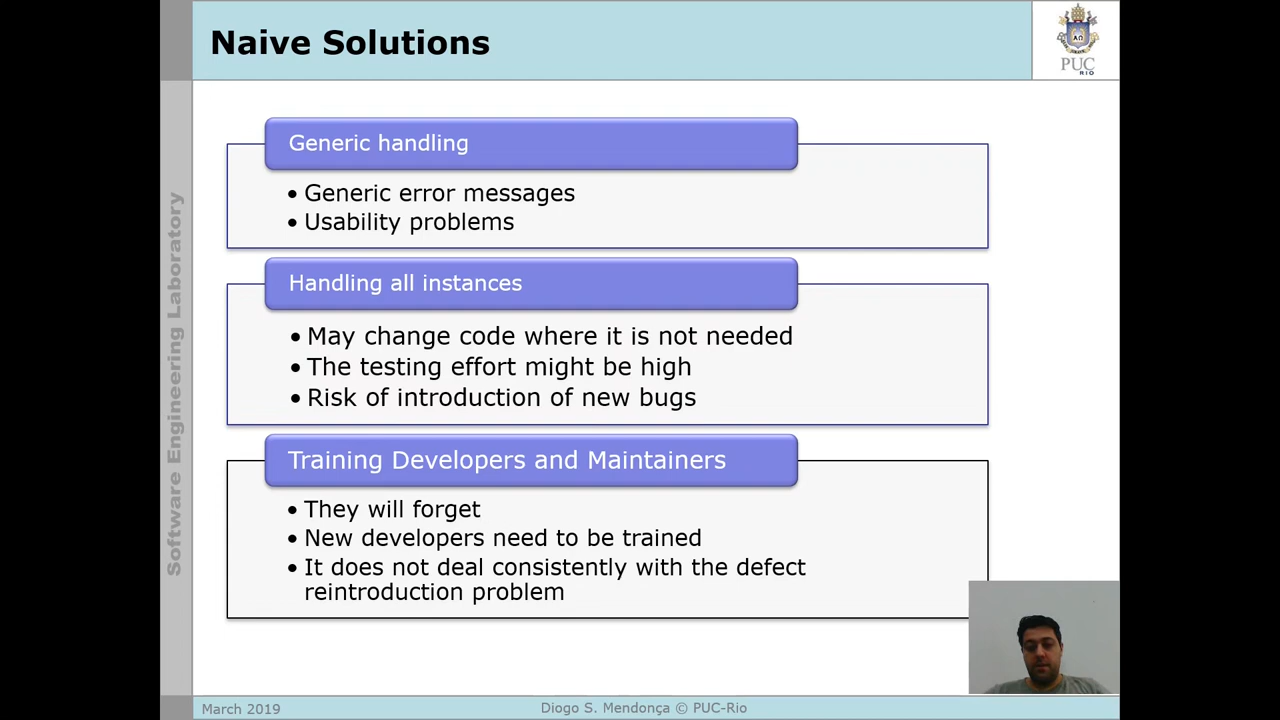 Naive Solutions
PUC
RIO
Software Engineering Laboratory
Generic handling
• Generic error messages
• Usability problems
Handling all instances
• May change code where it is not needed
• The testing effort might be high
• Risk of introduction of new bugs
Training Developers and Maintainers
• They will forget
• New developers need to be trained
• It does not deal consistently with the defect
reintroduction problem
March 2019
Diogo S. Mendonça © PUC-Rio